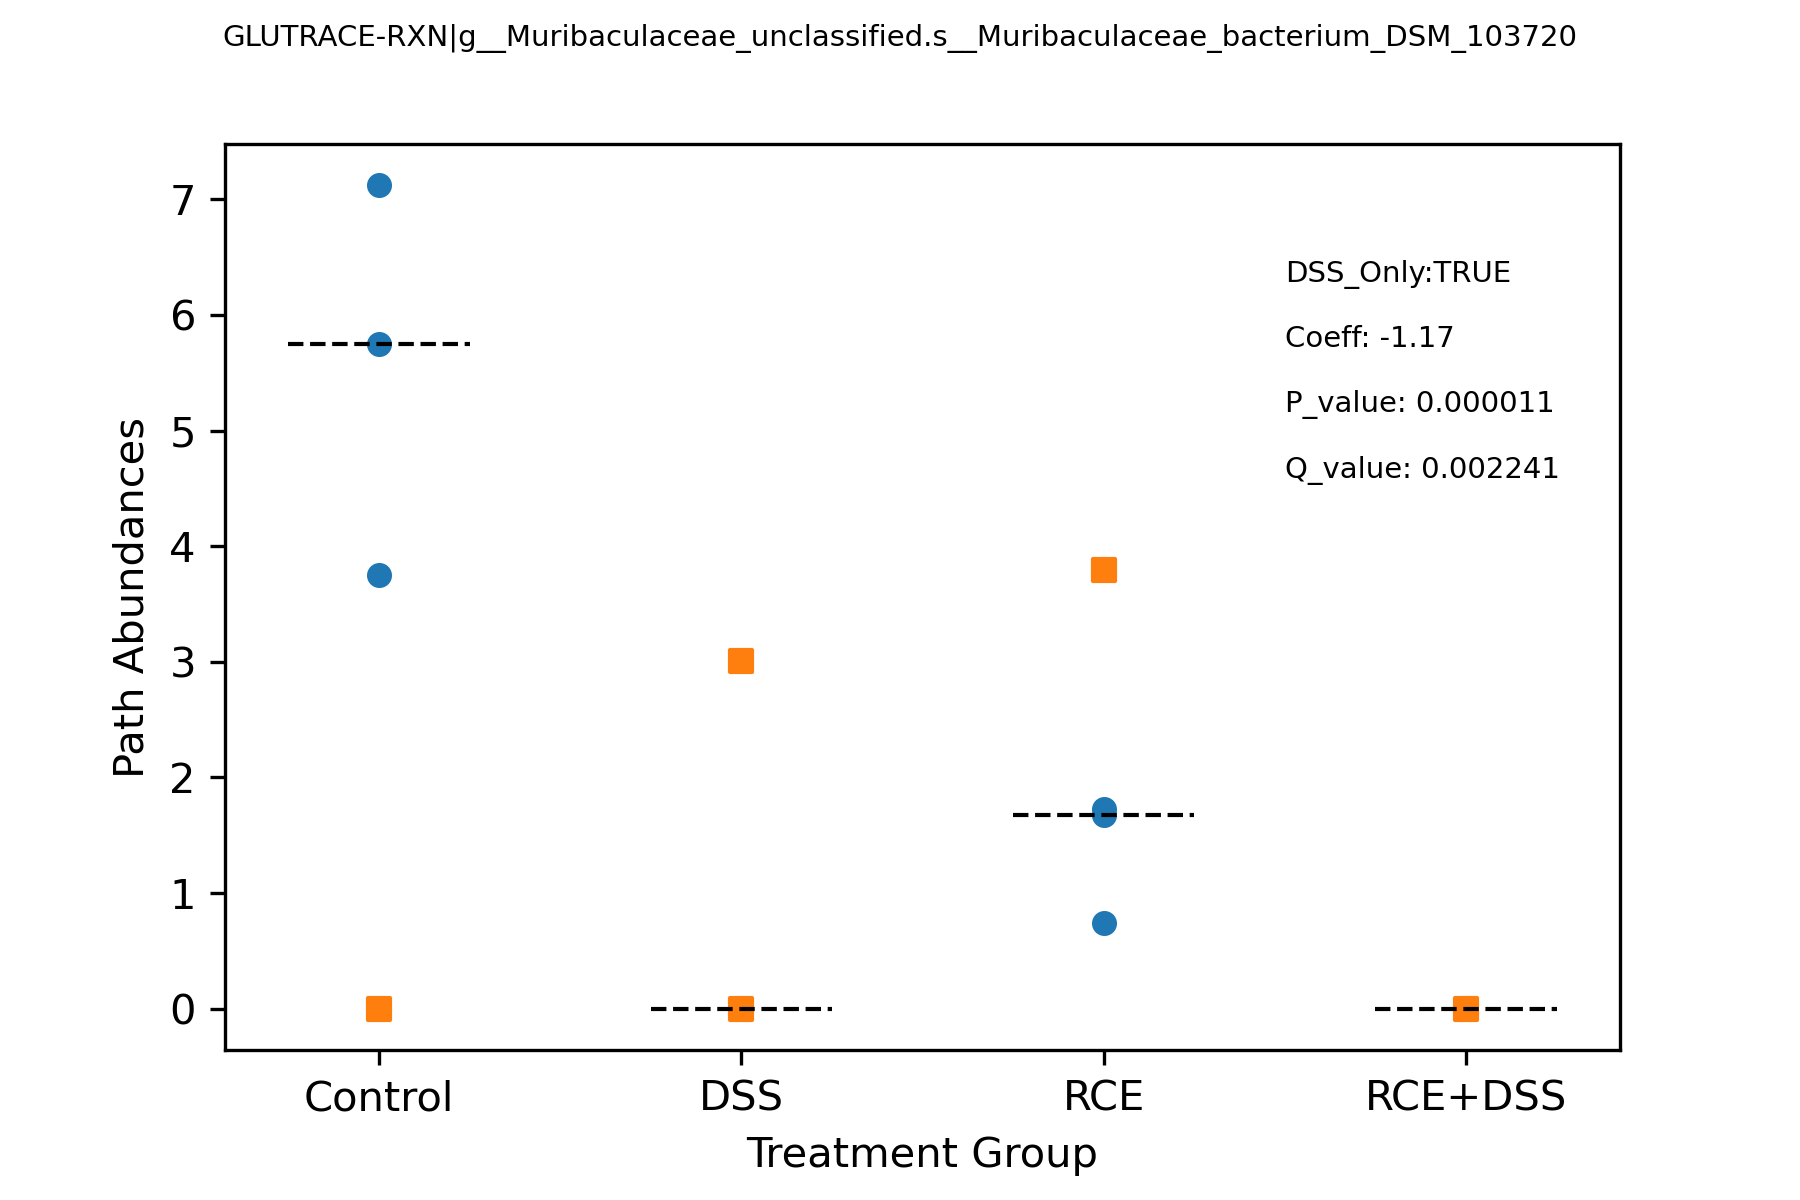 GLUTRACE-RXN|g__Muribaculaceae_unclassified.s__Muribaculaceae_bacterium_DSM_103720
7
6
5
4
3
2
1
0
Path Abundances
DSS_Only:TRUE
Coeff: -1.17
P_value: 0.000011
Q_value: 0.002241
Control DSS RCE RCE+DSS
Treatment Group